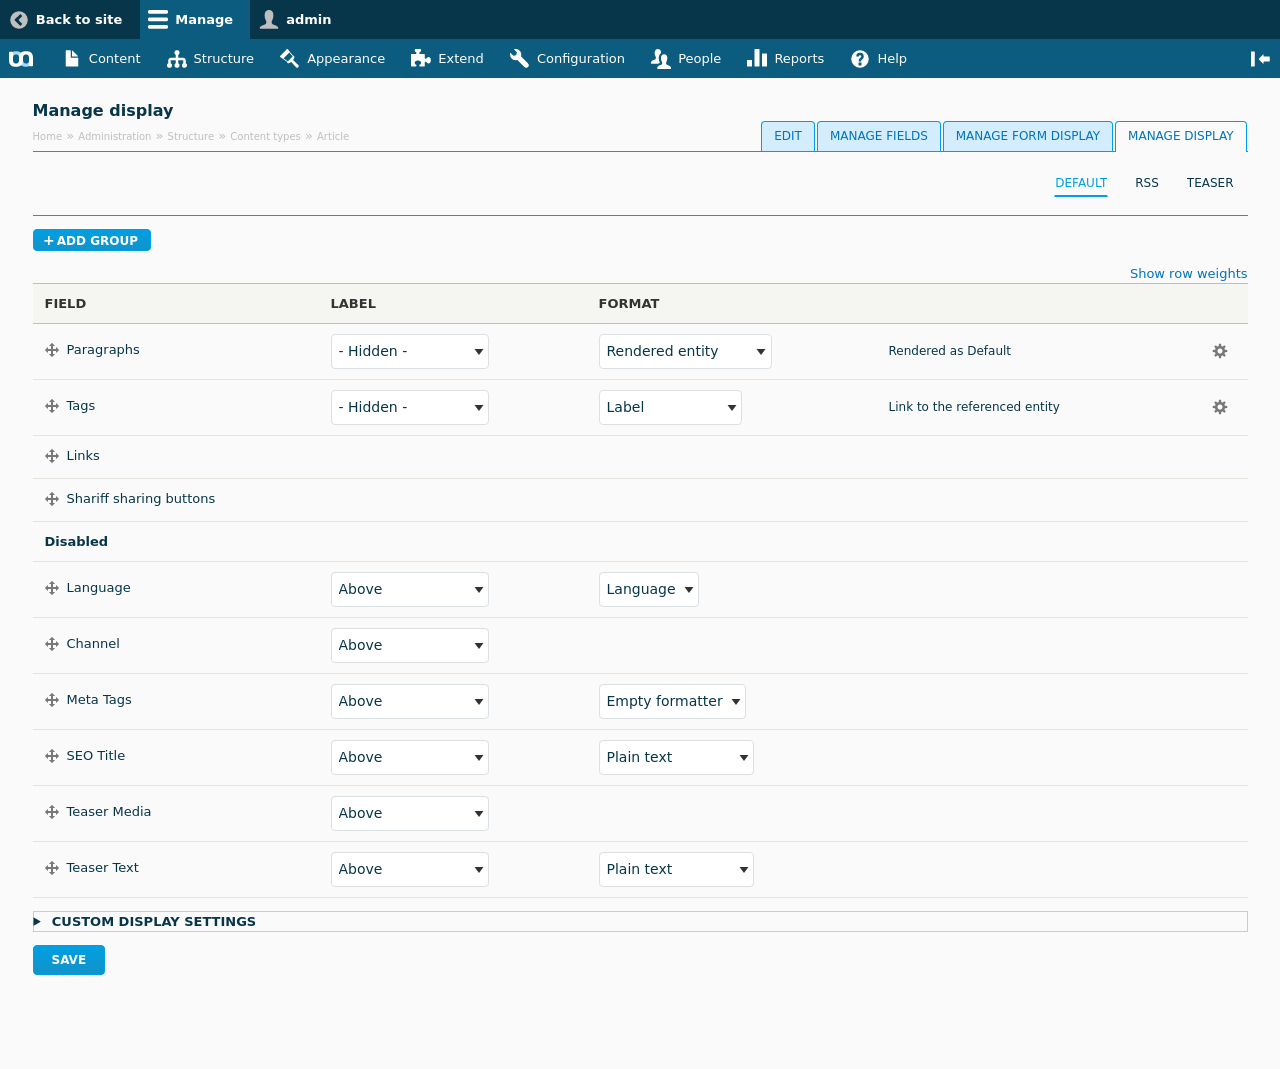 Back to site Manage admin
Content Structure Appearance Extend Configuration People Reports Help
Manage display
Home » Administration » Structure » Content types » Article
EDIT MANAGE FIELDS MANAGE FORM DISPLAY MANAGE DISPLAY
DEFAULT RSS TEASER
+ ADD GROUP
Show row weights
FIELD LABEL FORMAT
Paragraphs - Hidden - Rendered entity Rendered as Default
Tags - Hidden - Label Link to the referenced entity
Links
Shariff sharing buttons
Disabled
Language Above Language
Channel Above
Meta Tags Above Empty formatter
SEO Title Above Plain text
Teaser Media Above
Teaser Text Above Plain text
CUSTOM DISPLAY SETTINGS
SAVE